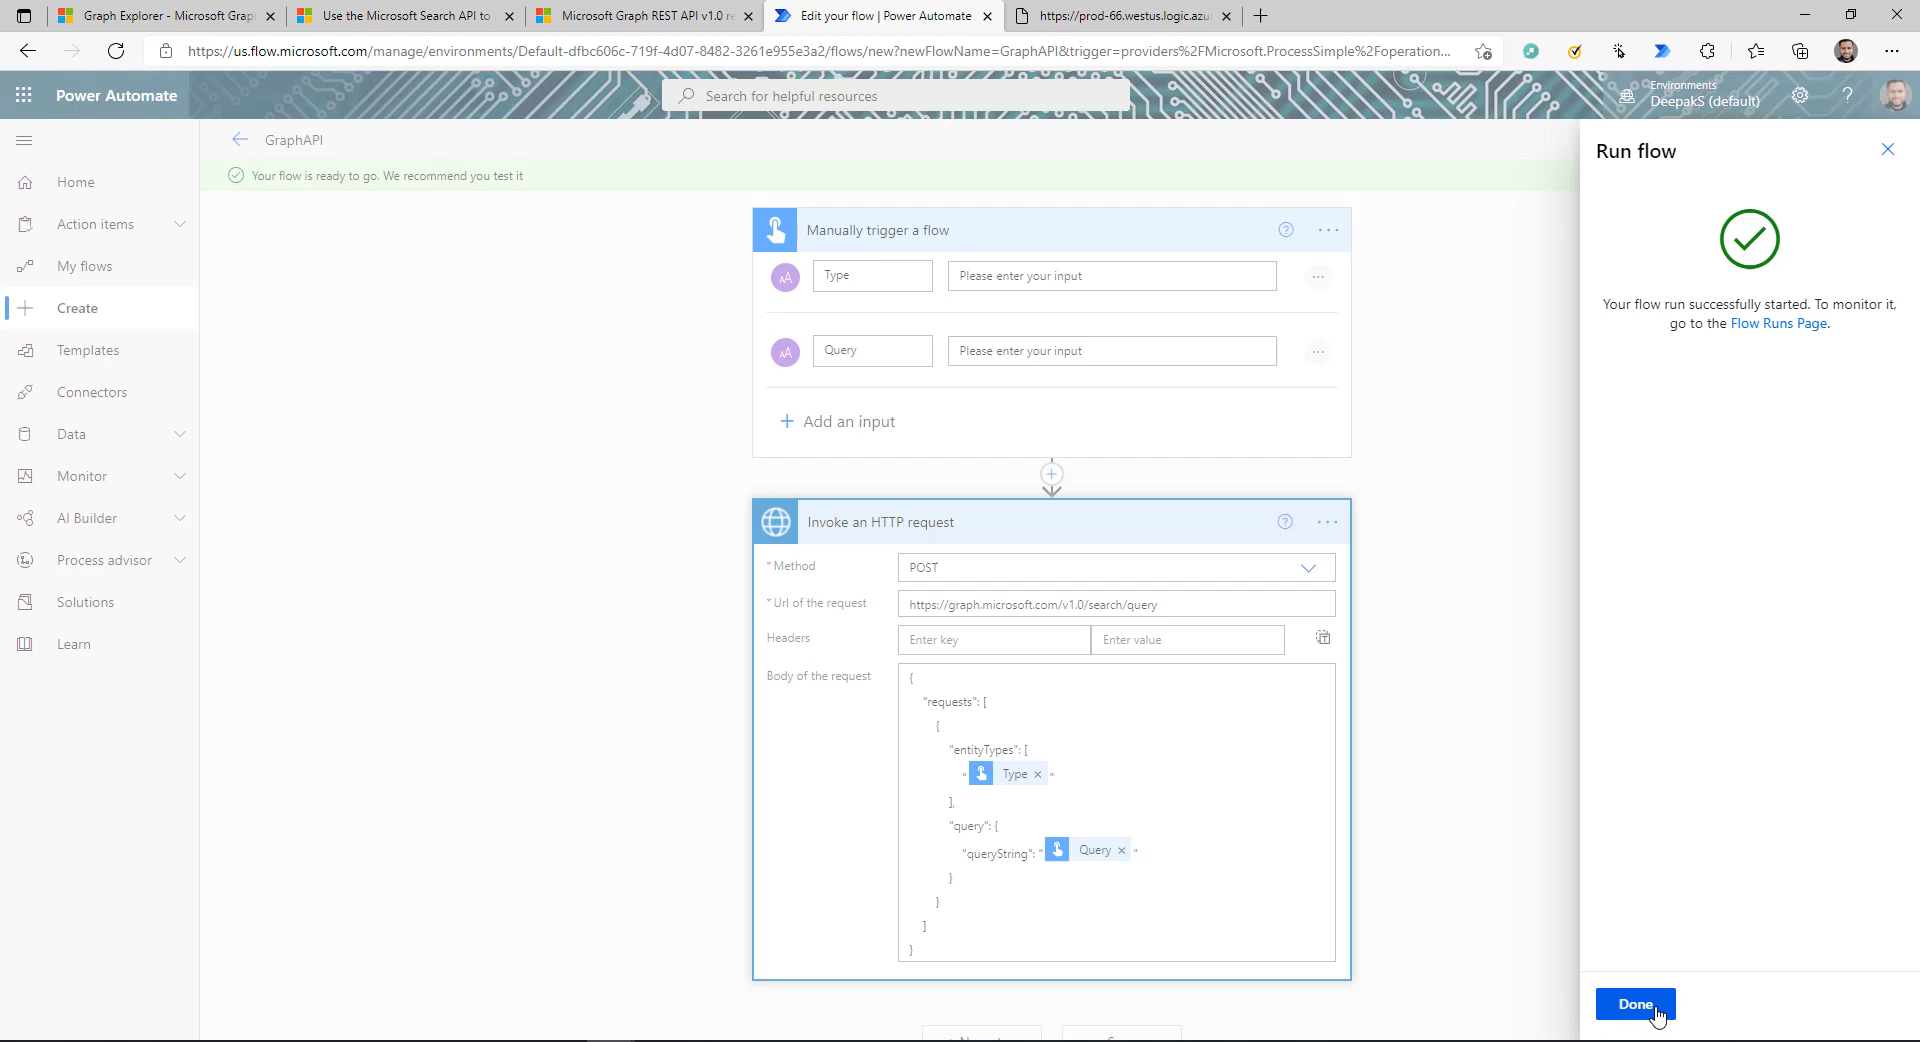 Graph Explorer - Microsoft Grap
Use the Microsoft Search API to
Microsoft Graph REST API v1.0 re
Edit your flow | Power Automate
https://prod-66.westus.logic.azu
https://us.flow.microsoft.com/manage/environments/Default-dfbc606c-719f-4d07-8482-3261e955e3a2/flows/new?newFlowName=GraphAPI&trigger=providers%2FMicrosoft.ProcessSimple%2Foperation...
Power Automate
Search for helpful resources
Environments
DeepakS (default)
GraphAPI
Your flow is ready to go. We recommend you test it
Home
Action items
My flows
Create
Templates
Connectors
Data
Monitor
AI Builder
Process advisor
Solutions
Learn
Manually trigger a flow
Type
Please enter your input
Query
Please enter your input
Add an input
Invoke an HTTP request
* Method
POST
* Url of the request
https://graph.microsoft.com/v1.0/search/query
Headers
Enter key
Enter value
Body of the request
{
"requests": [
{
"entityTypes": [
" Type × "
],
"query": {
"queryString": " Query × "
}
}
]
}
Run flow
Your flow run successfully started. To monitor it,
go to the Flow Runs Page.
Done